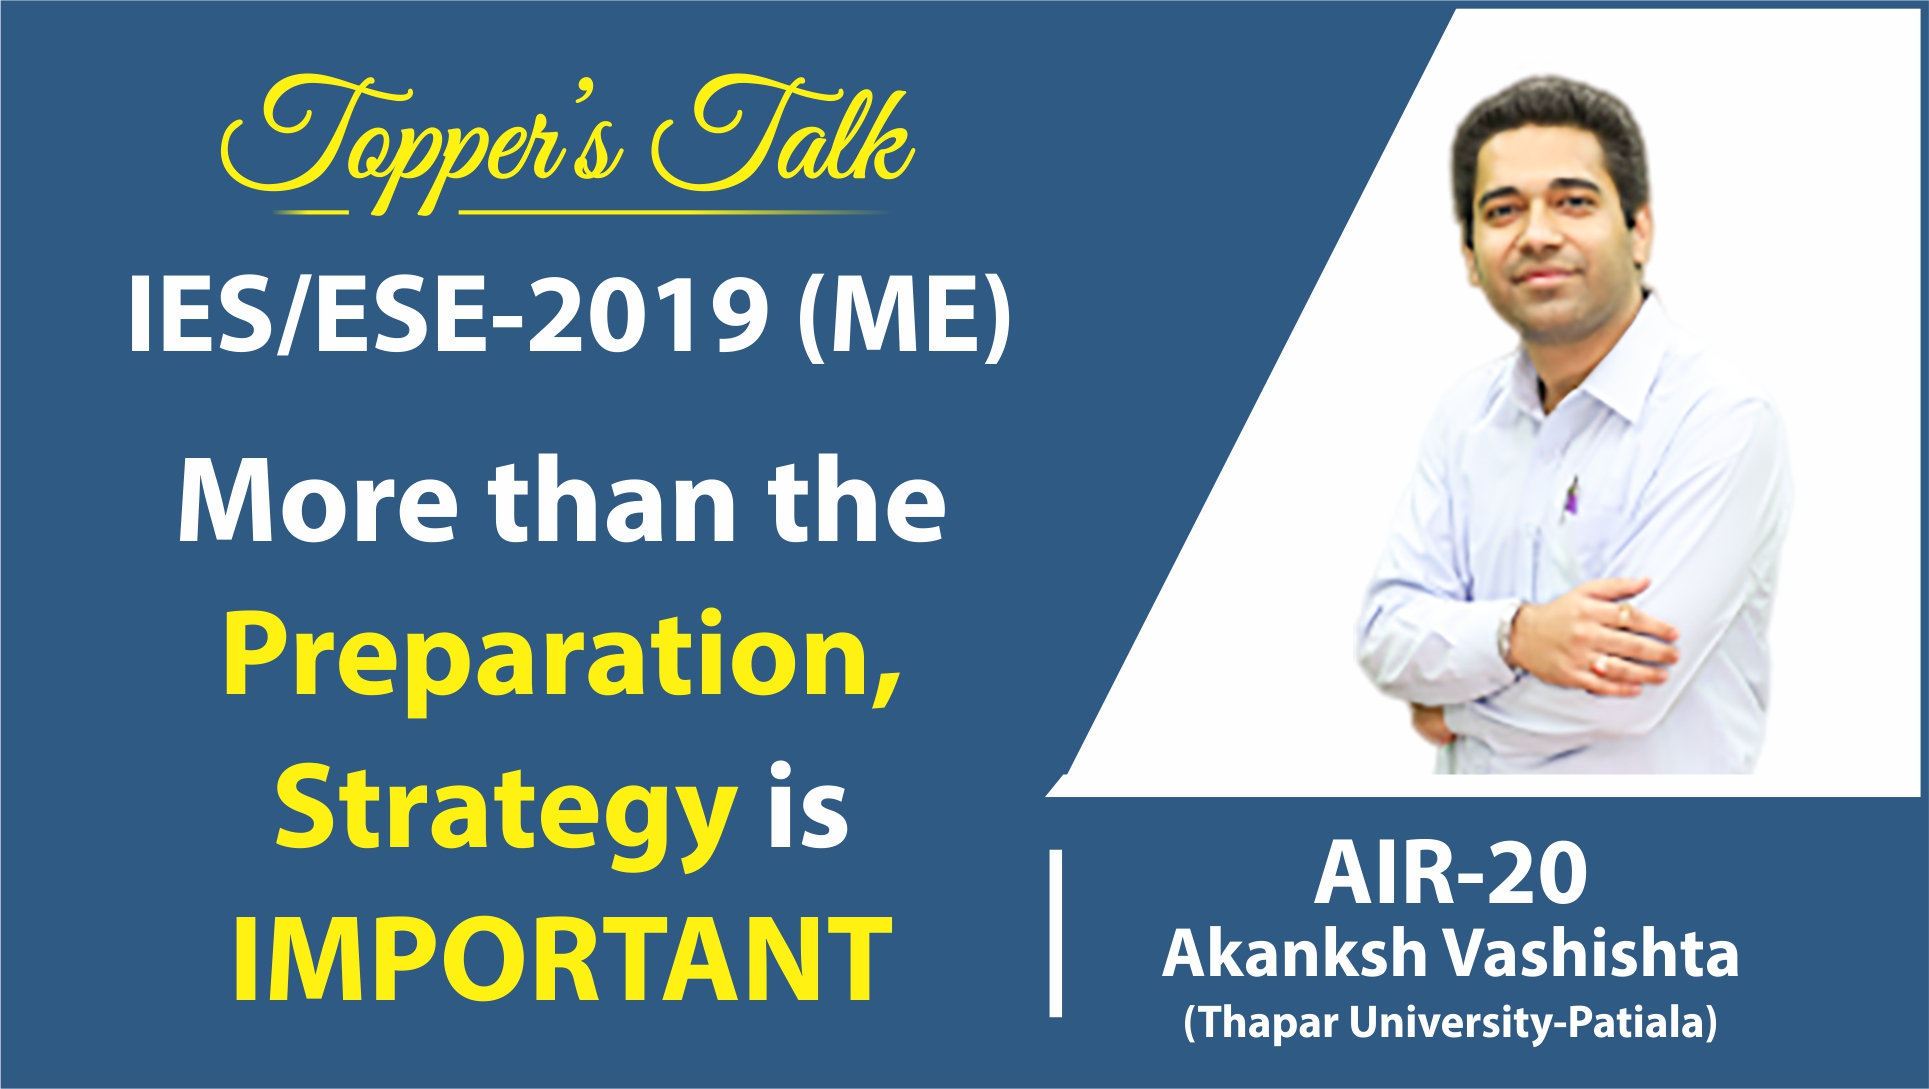 Topper's Talk
IES/ESE-2019 (ME)
More than the
Preparation,
Strategy is
IMPORTANT
AIR-20
Akanksh Vashishta
(Thapar University-Patiala)